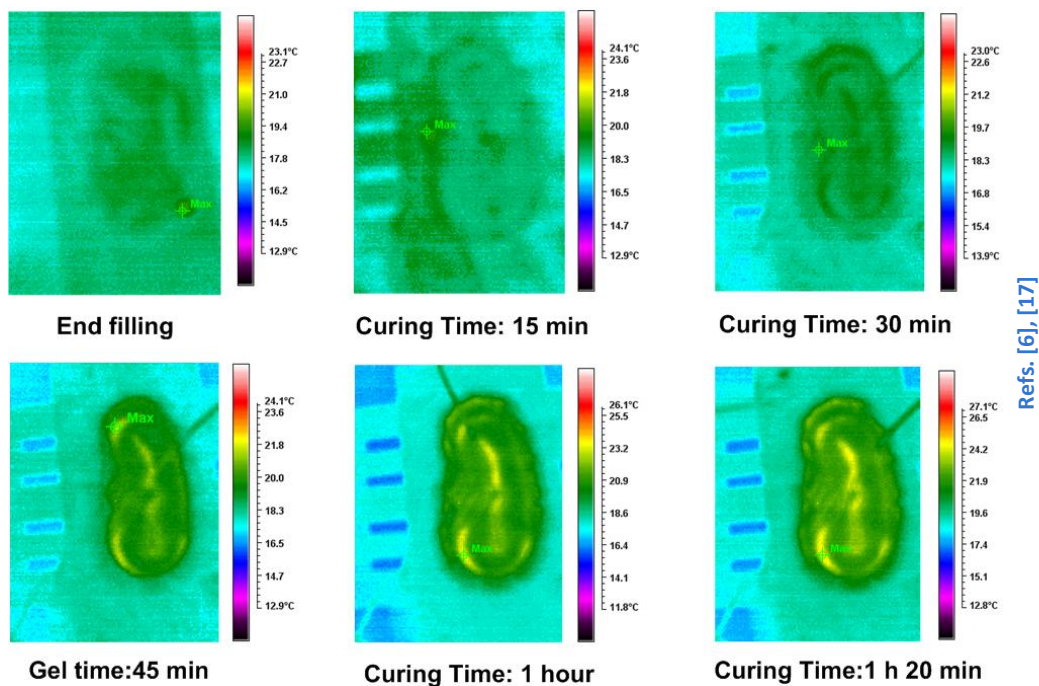 23.1°C
22.6
21.0
19.4
17.8
16.2
14.5
12.9°C
Max
End filling
24.1°C
23.6
21.8
20.0
18.3
16.5
14.7
12.9°C
Max
Curing Time: 15 min
23.0°C
22.6
21.2
19.7
18.3
16.8
15.4
13.9°C
Max
Curing Time: 30 min
Refs. [6], [17]
24.1°C
23.6
21.8
20.0
18.3
16.5
14.7
12.9°C
Max
Gel time:45 min
26.1°C
25.5
23.2
20.9
18.6
16.4
14.1
11.8°C
Max
Curing Time: 1 hour
27.1°C
26.5
24.2
21.9
19.6
17.4
15.1
12.8°C
Max
Curing Time:1 h 20 min